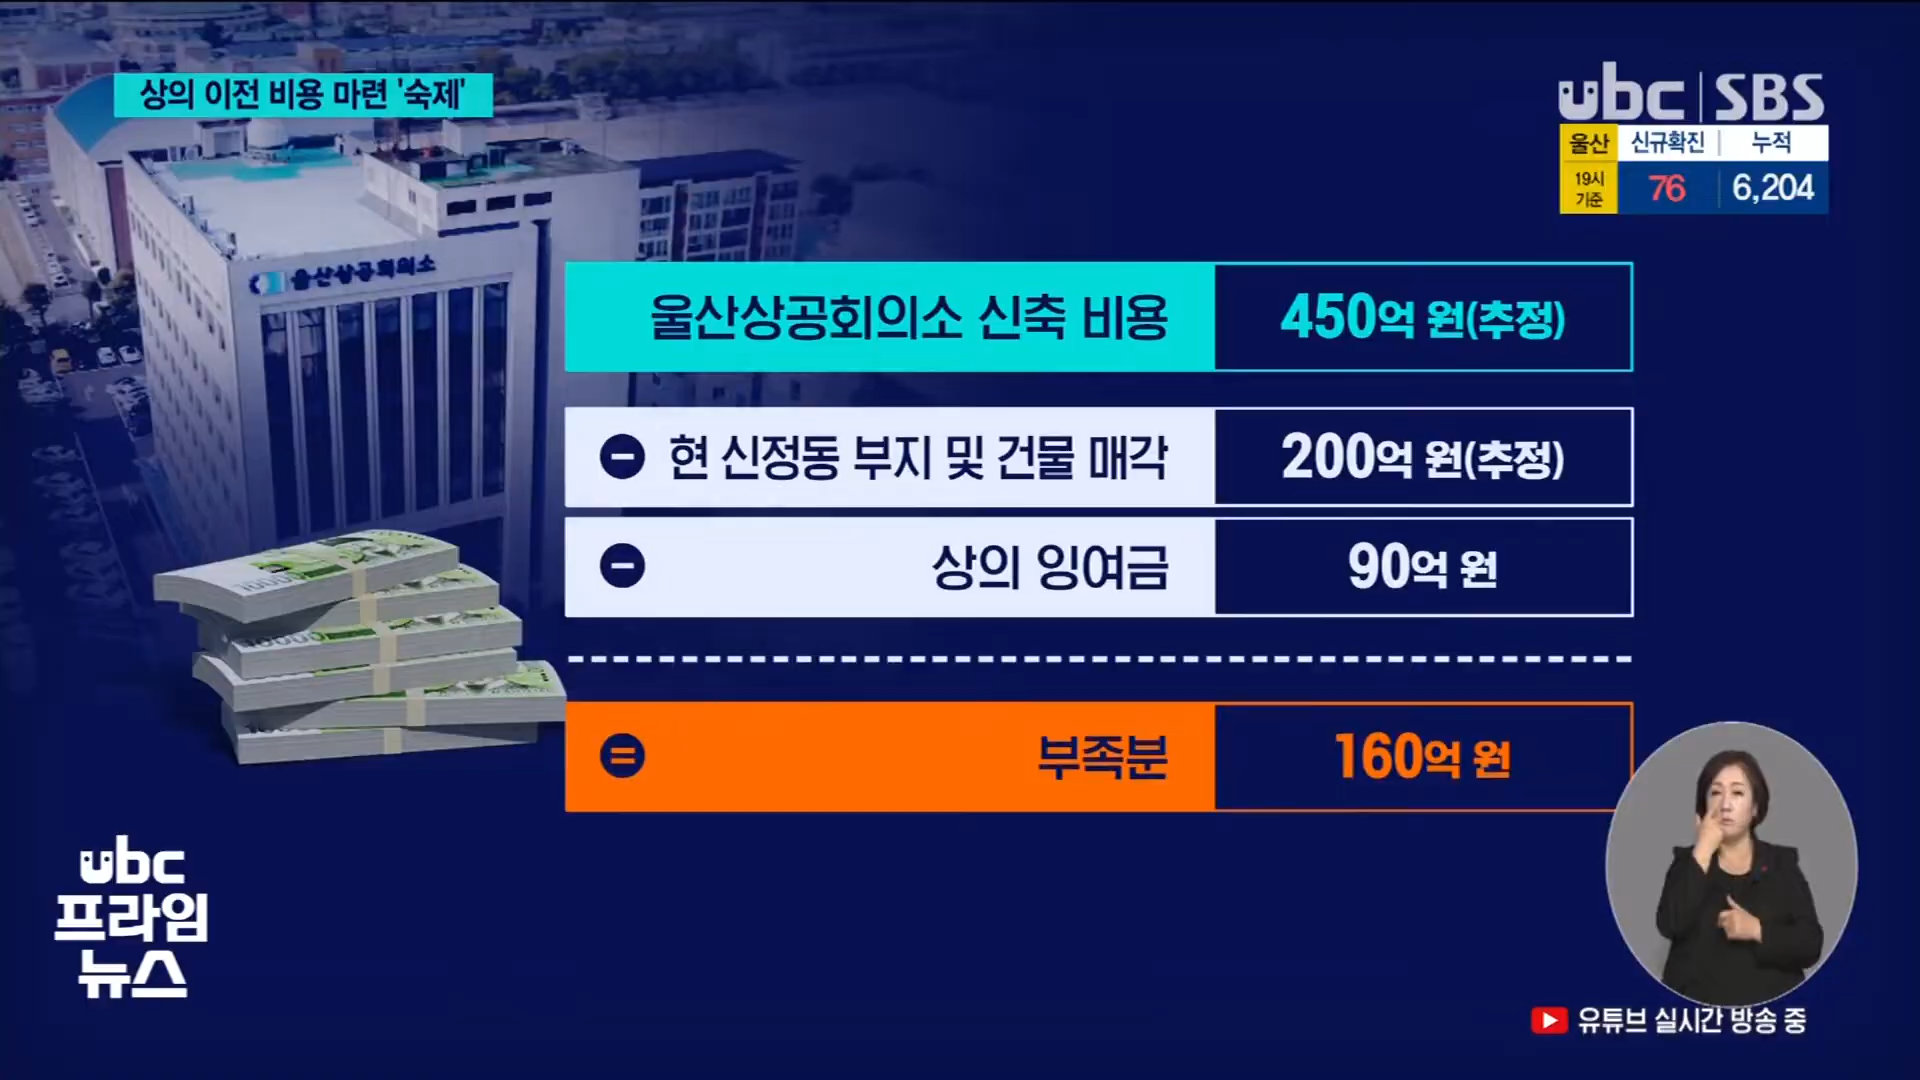 상의 이전 비용 마련 '숙제'
ubc SBS
울산 신규확진 누적
19시 기준 76 6,204
울산상공회의소
울산상공회의소 신축 비용 450억 원(추정)
- 현 신정동 부지 및 건물 매각 200억 원(추정)
- 상의 잉여금 90억 원
= 부족분 160억 원
ubc
프라임
뉴스
유튜브 실시간 방송 중